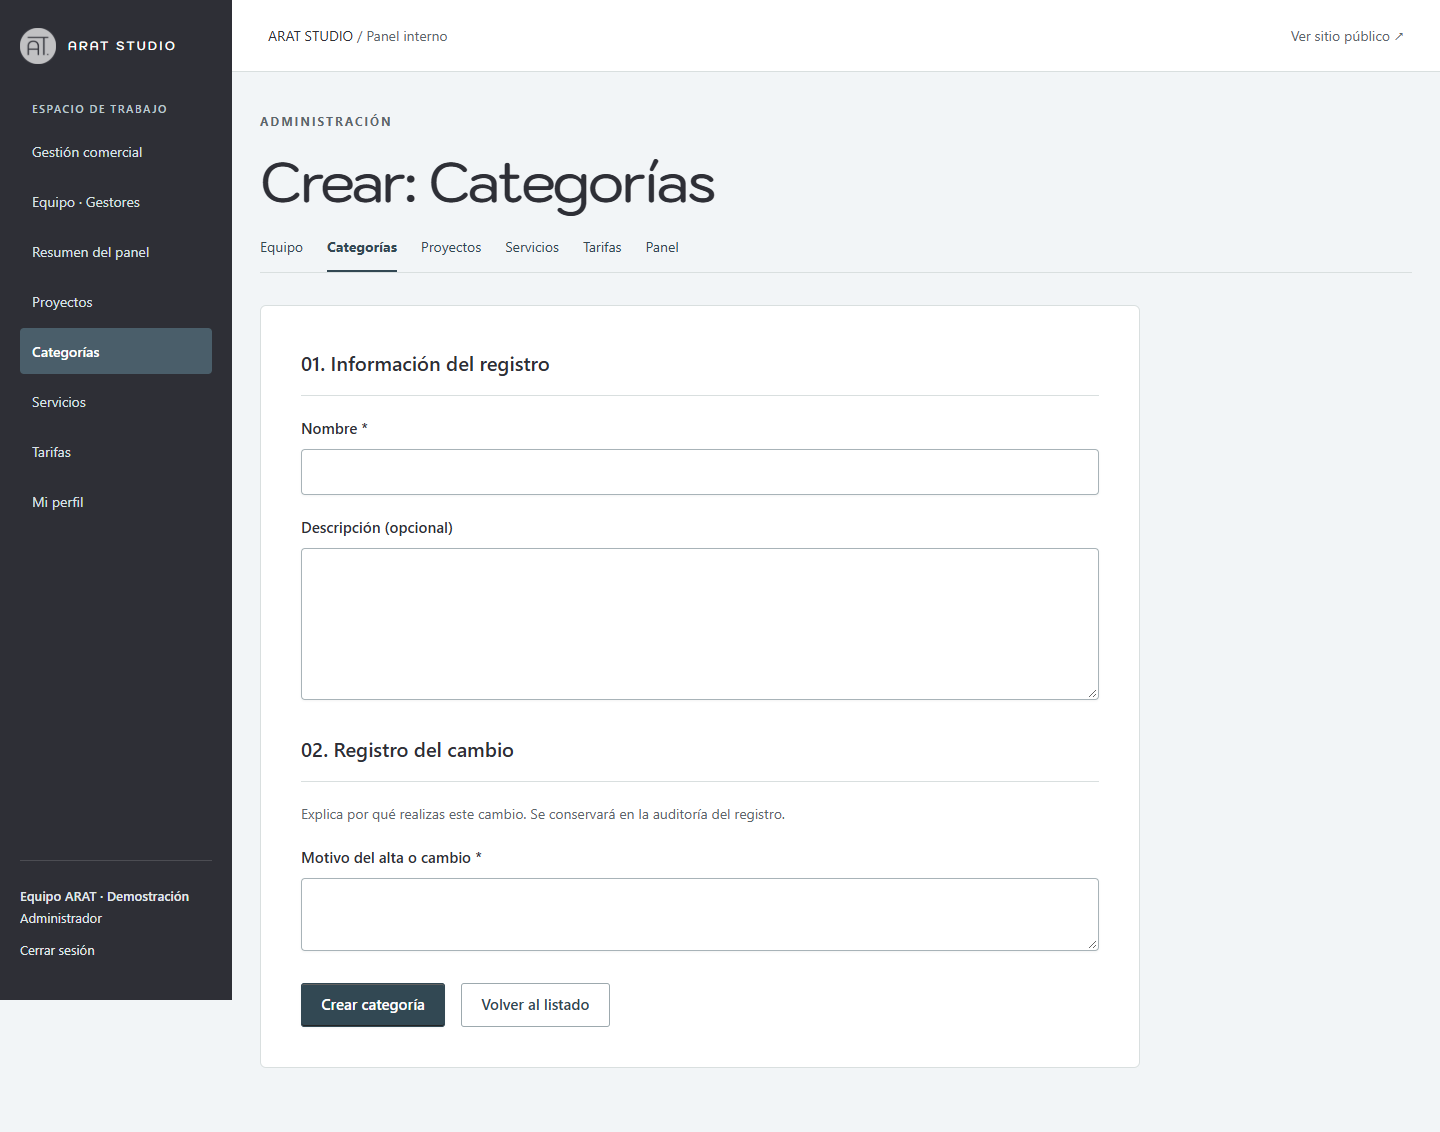 AT.
ARAT STUDIO
ESPACIO DE TRABAJO
Gestión comercial
Equipo · Gestores
Resumen del panel
Proyectos
Categorías
Servicios
Tarifas
Mi perfil
Equipo ARAT · Demostración
Administrador
Cerrar sesión
ARAT STUDIO / Panel interno
Ver sitio público ↗
ADMINISTRACIÓN
Crear: Categorías
Equipo Categorías Proyectos Servicios Tarifas Panel
01. Información del registro
Nombre *
Descripción (opcional)
02. Registro del cambio
Explica por qué realizas este cambio. Se conservará en la auditoría del registro.
Motivo del alta o cambio *
Crear categoría Volver al listado